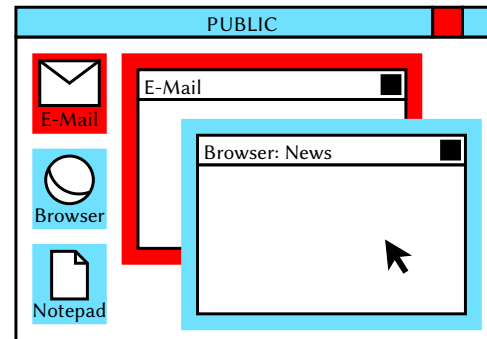 PUBLIC
E-Mail
Browser
Notepad
E-Mail
Browser: News